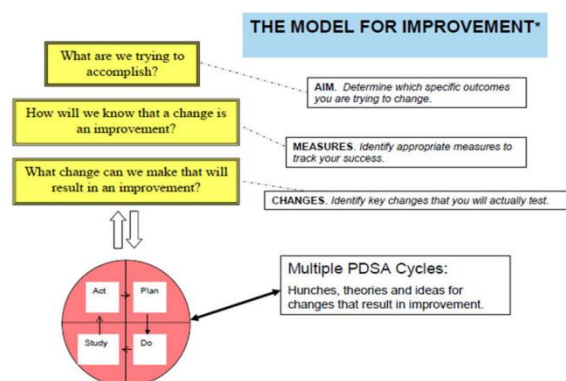 THE MODEL FOR IMPROVEMENT*
What are we trying to
accomplish?
AIM. Determine which specific outcomes
you are trying to change.
How will we know that a change is
an improvement?
MEASURES. Identify appropriate measures to
track your success.
What change can we make that will
result in an improvement?
CHANGES. Identify key changes that you will actually test.
Multiple PDSA Cycles:
Hunches, theories and ideas for
changes that result in improvement.
Act
Plan
Study
Do